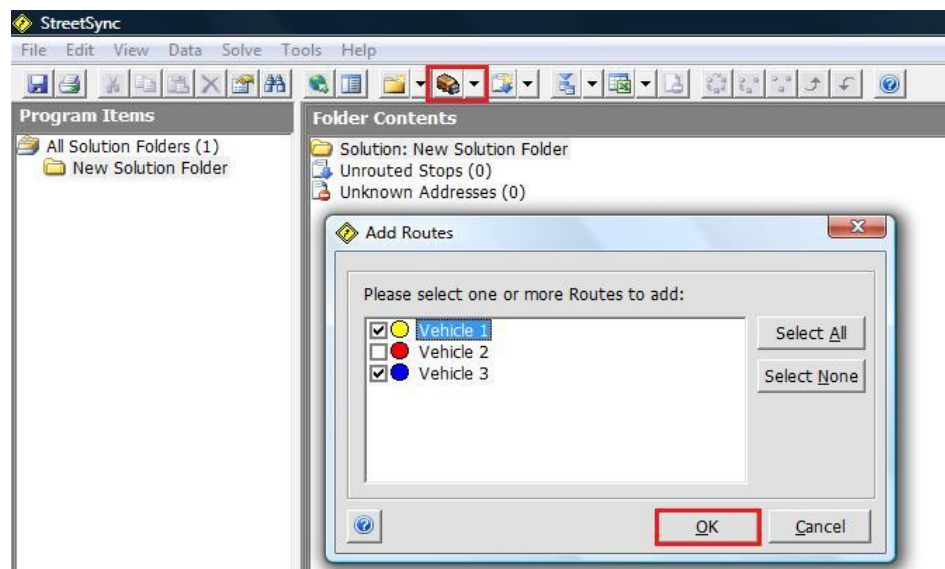 StreetSync
File Edit View Data Solve Tools Help
Program Items
All Solution Folders (1)
New Solution Folder
Folder Contents
Solution: New Solution Folder
Unrouted Stops (0)
Unknown Addresses (0)
Add Routes
Please select one or more Routes to add:
Vehicle 1
Vehicle 2
Vehicle 3
Select All
Select None
OK
Cancel